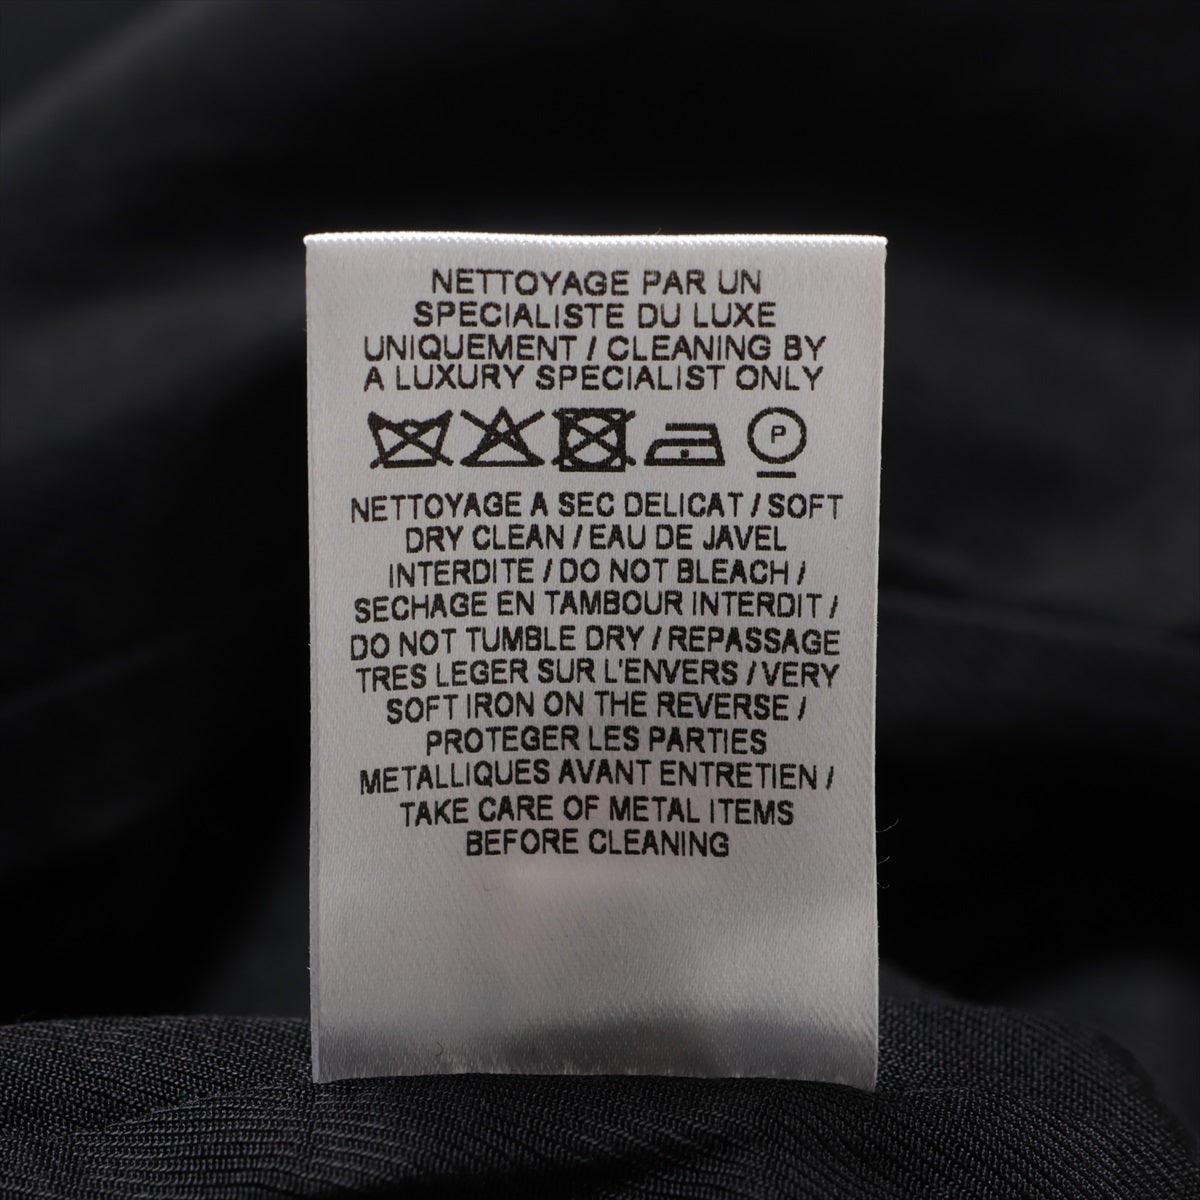 NETTOYAGE PAR UN
SPECIALISTE DU LUXE
UNIQUEMENT / CLEANING BY
A LUXURY SPECIALIST ONLY
P
NETTOYAGE A SEC DELICAT / SOFT
DRY CLEAN / EAU DE JAVEL
INTERDITE / DO NOT BLEACH /
SECHAGE EN TAMBOUR INTERDIT /
DO NOT TUMBLE DRY / REPASSAGE
TRES LEGER SUR L'ENVERS / VERY
SOFT IRON ON THE REVERSE /
PROTEGER LES PARTIES
METALLIQUES AVANT ENTRETIEN /
TAKE CARE OF METAL ITEMS
BEFORE CLEANING